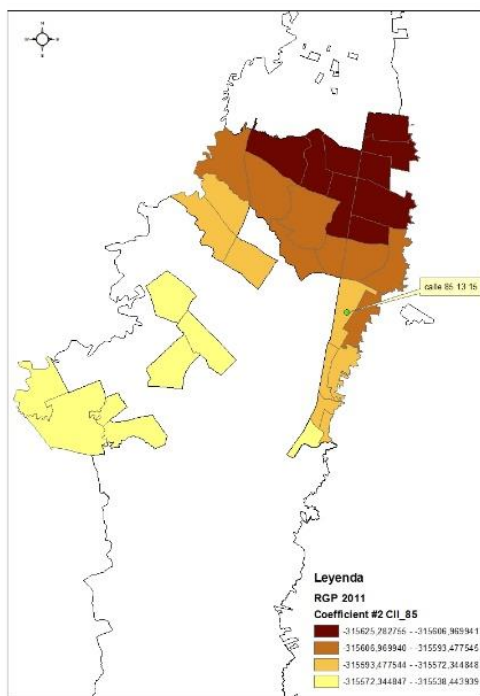 N
W
E
S
calle 85 13 15
Leyenda
RGP 2011
Coefficient #2 Cll_85
-315625,282755 - -315606,969941
-315606,969940 - -315593,477545
-315593,477544 - -315572,344848
-315572,344847 - -315538,443939